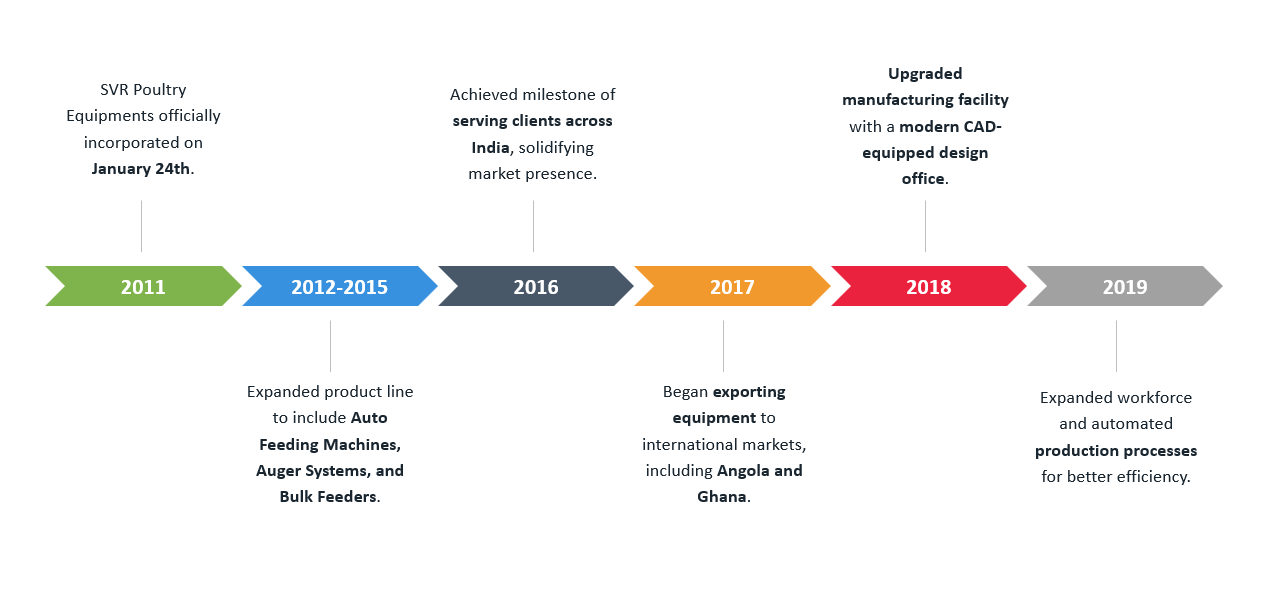 SVR Poultry
Equipments officially
incorporated on
January 24th.
Achieved milestone of
serving clients across
India, solidifying
market presence.
Upgraded
manufacturing facility
with a modern CAD-
equipped design
office.
2011
2012-2015
2016
2017
2018
2019
Expanded product line
to include Auto
Feeding Machines,
Auger Systems, and
Bulk Feeders.
Began exporting
equipment to
international markets,
including Angola and
Ghana.
Expanded workforce
and automated
production processes
for better efficiency.